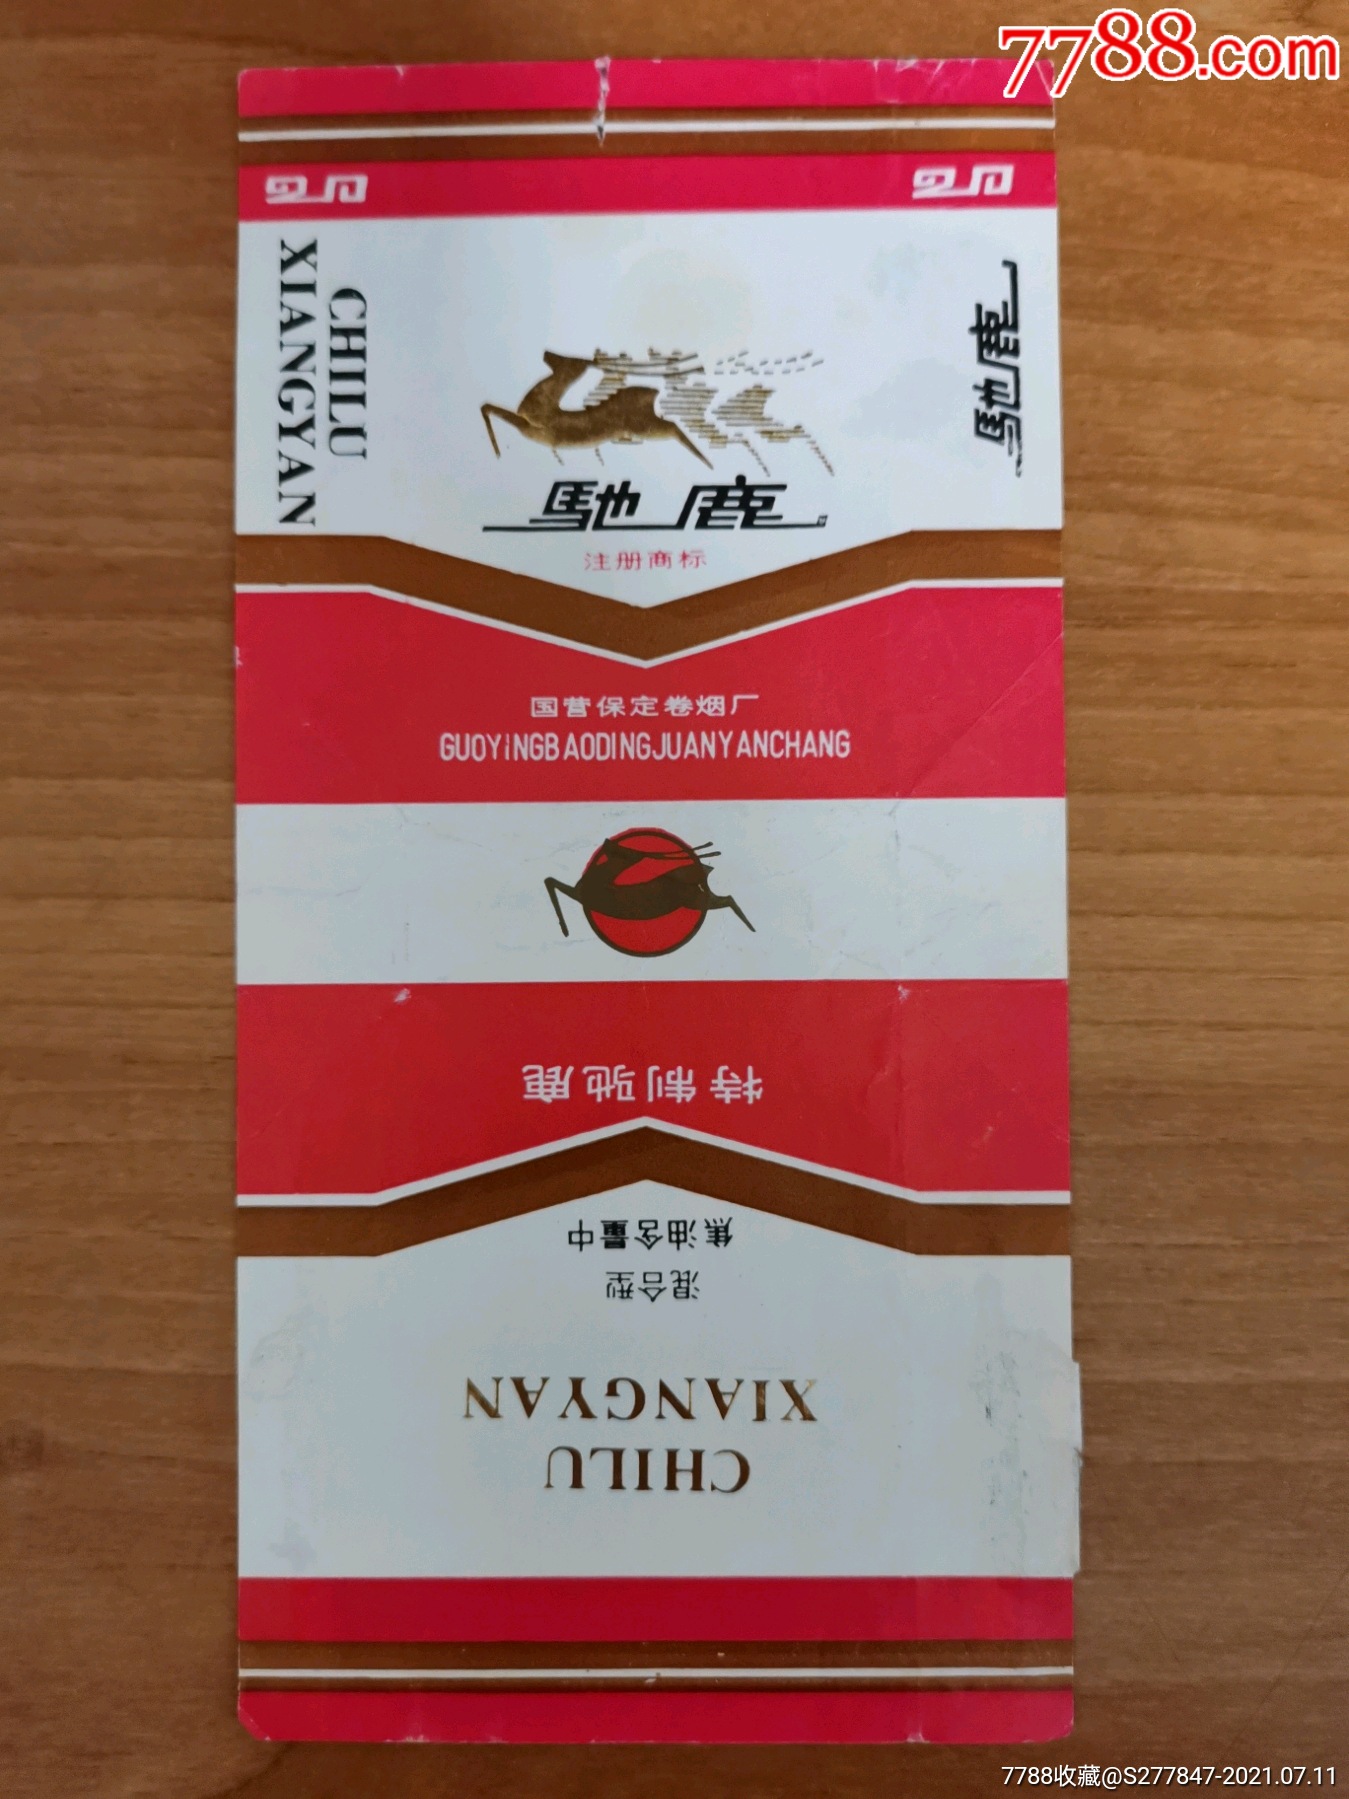 7788.com
CHILU
XIANGYAN
馳鹿
馳鹿
注册商标
国营保定卷烟厂
GUOYINGBAODINGJUANYANCHANG
特制驰鹿
焦油含量中
混合型
CHILU
XIANGYAN
7788收藏@S277847-2021.07.11